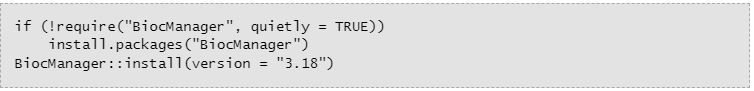 if (!require("BiocManager", quietly = TRUE))
    install.packages("BiocManager")
BiocManager::install(version = "3.18")